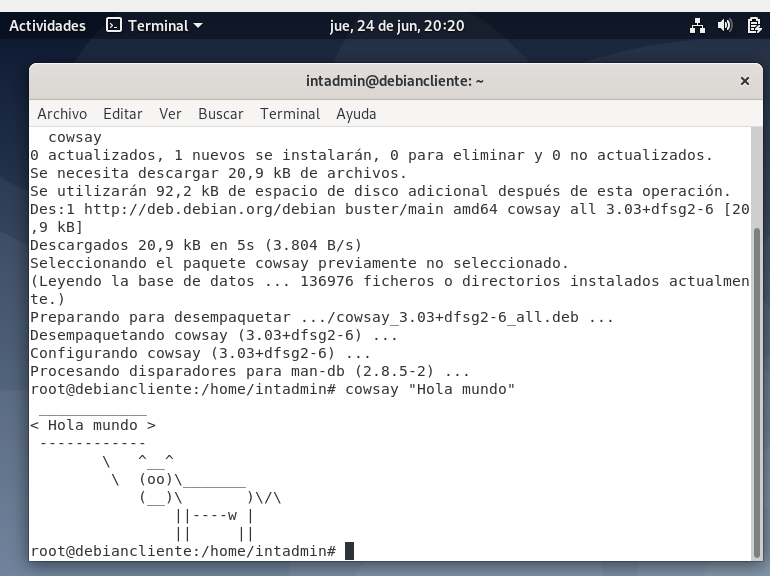 Actividades Terminal jue, 24 de jun, 20:20
intadmin@debiancliente: ~
Archivo Editar Ver Buscar Terminal Ayuda
  cowsay
0 actualizados, 1 nuevos se instalarán, 0 para eliminar y 0 no actualizados.
Se necesita descargar 20,9 kB de archivos.
Se utilizarán 92,2 kB de espacio de disco adicional después de esta operación.
Des:1 http://deb.debian.org/debian buster/main amd64 cowsay all 3.03+dfsg2-6 [20
,9 kB]
Descargados 20,9 kB en 5s (3.804 B/s)
Seleccionando el paquete cowsay previamente no seleccionado.
(Leyendo la base de datos ... 136976 ficheros o directorios instalados actualmen
te.)
Preparando para desempaquetar .../cowsay_3.03+dfsg2-6_all.deb ...
Desempaquetando cowsay (3.03+dfsg2-6) ...
Configurando cowsay (3.03+dfsg2-6) ...
Procesando disparadores para man-db (2.8.5-2) ...
root@debiancliente:/home/intadmin# cowsay "Hola mundo"
 ____________
< Hola mundo >
 ------------
        \   ^__^
         \  (oo)\_______
            (__)\       )\/\
                ||----w |
                ||     ||
root@debiancliente:/home/intadmin#